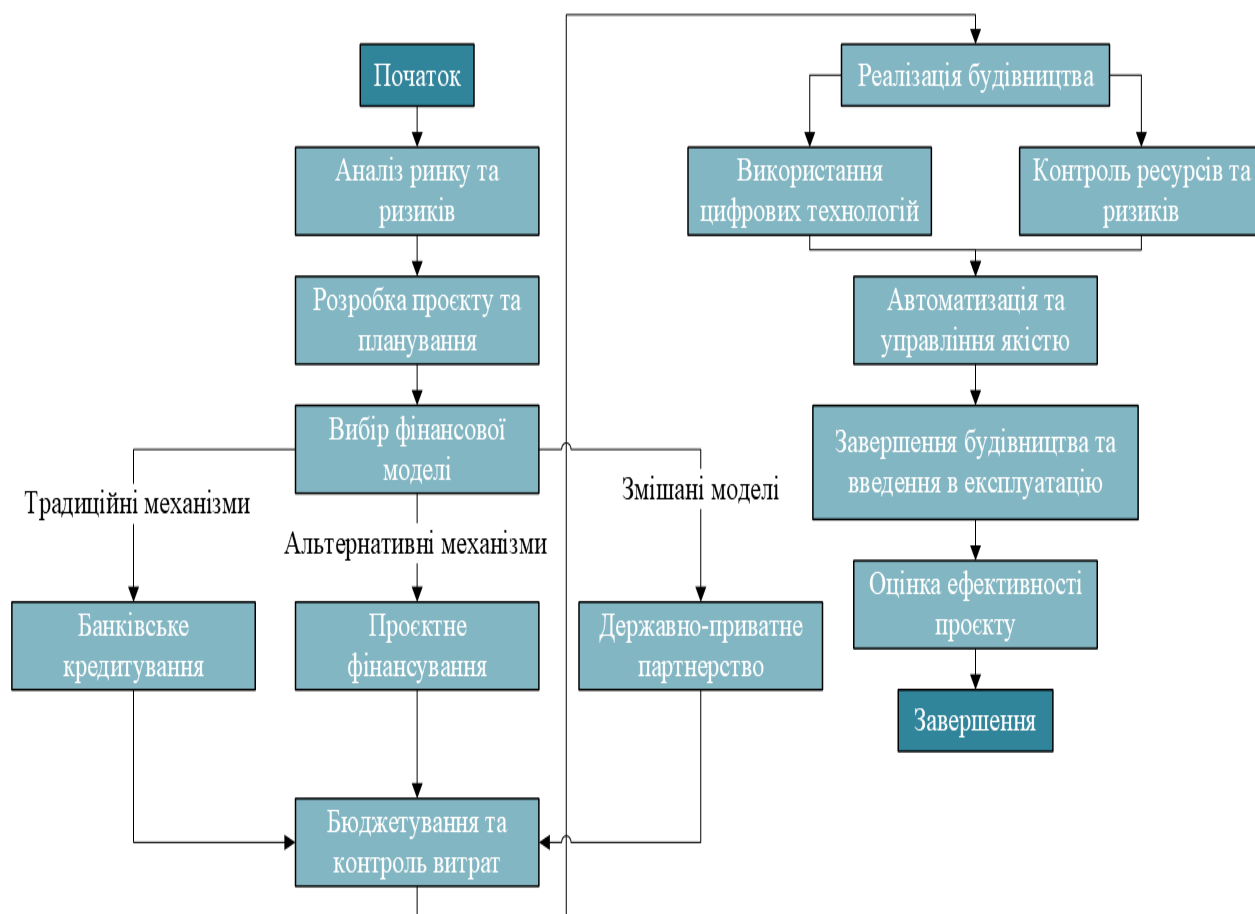 Початок
Аналіз ринку та
ризиків
Розробка проєкту та
планування
Вибір фінансової
моделі
Традиційні механізми
Альтернативні механізми
Змішані моделі
Банківське
кредитування
Проєктне
фінансування
Державно-приватне
партнерство
Бюджетування та
контроль витрат
Реалізація будівництва
Використання
цифрових технологій
Контроль ресурсів та
ризиків
Автоматизація та
управління якістю
Завершення будівництва та
введення в експлуатацію
Оцінка ефективності
проєкту
Завершення